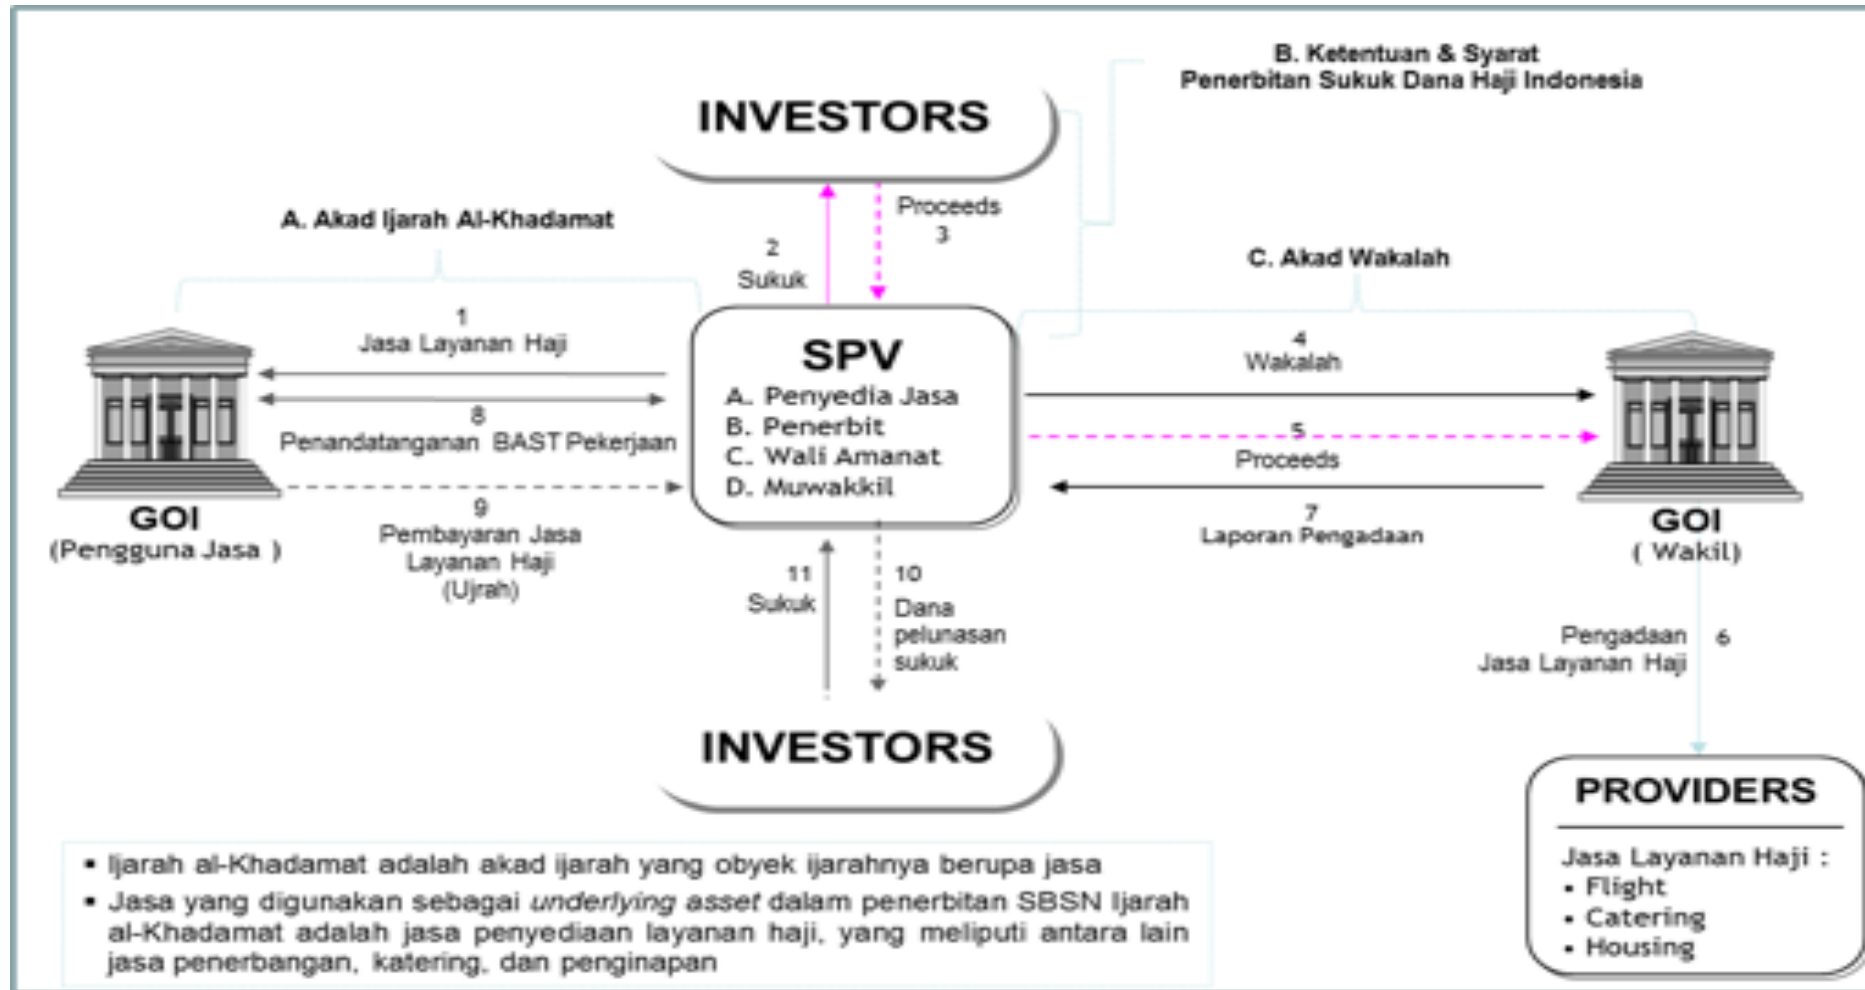 B. Ketentuan & Syarat
Penerbitan Sukuk Dana Haji Indonesia
INVESTORS
A. Akad Ijarah Al-Khadamat
Proceeds
3
2
Sukuk
C. Akad Wakalah
1
Jasa Layanan Haji
8
Penandatanganan BAST Pekerjaan
9
Pembayaran Jasa
Layanan Haji
(Ujrah)
GOI
(Pengguna Jasa )
SPV
A. Penyedia Jasa
B. Penerbit
C. Wali Amanat
D. Muwakkil
4
Wakalah
5
Proceeds
7
Laporan Pengadaan
GOI
( Wakil)
11
Sukuk
10
Dana
pelunasan
sukuk
Pengadaan
Jasa Layanan Haji
6
INVESTORS
PROVIDERS
Jasa Layanan Haji :
• Flight
• Catering
• Housing
▪ Ijarah al-Khadamat adalah akad ijarah yang obyek ijarahnya berupa jasa
▪ Jasa yang digunakan sebagai underlying asset dalam penerbitan SBSN Ijarah
al-Khadamat adalah jasa penyediaan layanan haji, yang meliputi antara lain
jasa penerbangan, katering, dan penginapan